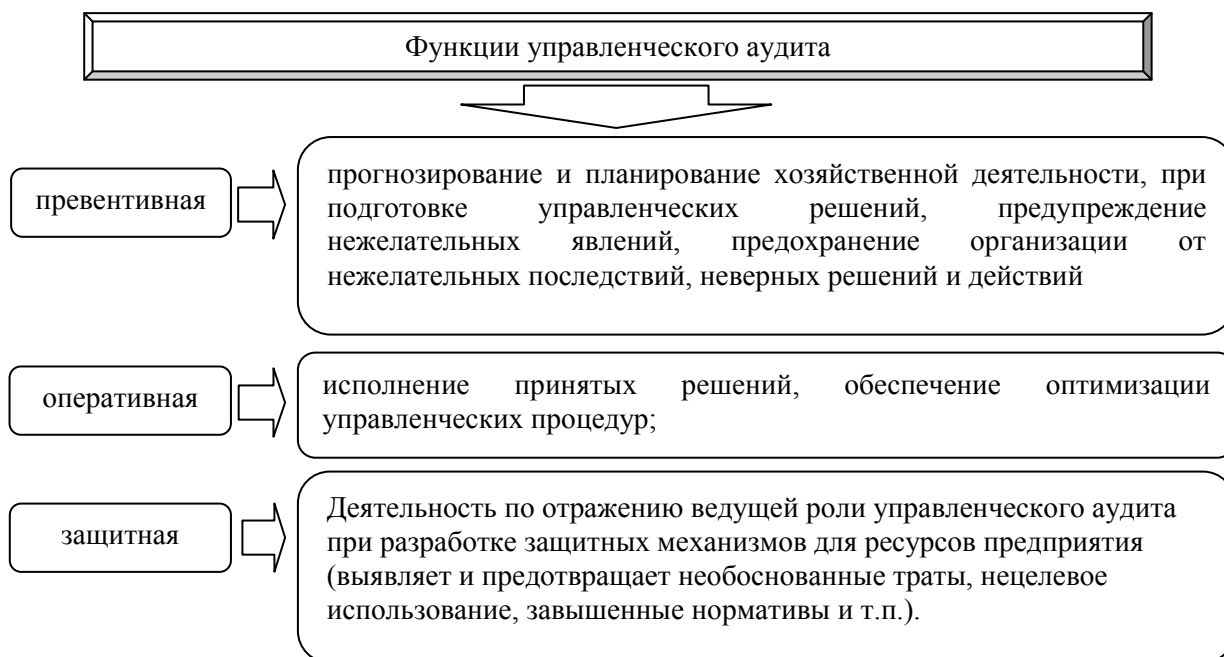 Функции управленческого аудита
превентивная
прогнозирование и планирование хозяйственной деятельности, при
подготовке управленческих решений, предупреждение
нежелательных явлений, предохранение организации от
нежелательных последствий, неверных решений и действий
оперативная
исполнение принятых решений, обеспечение оптимизации
управленческих процедур;
защитная
Деятельность по отражению ведущей роли управленческого аудита
при разработке защитных механизмов для ресурсов предприятия
(выявляет и предотвращает необоснованные траты, нецелевое
использование, завышенные нормативы и т.п.).